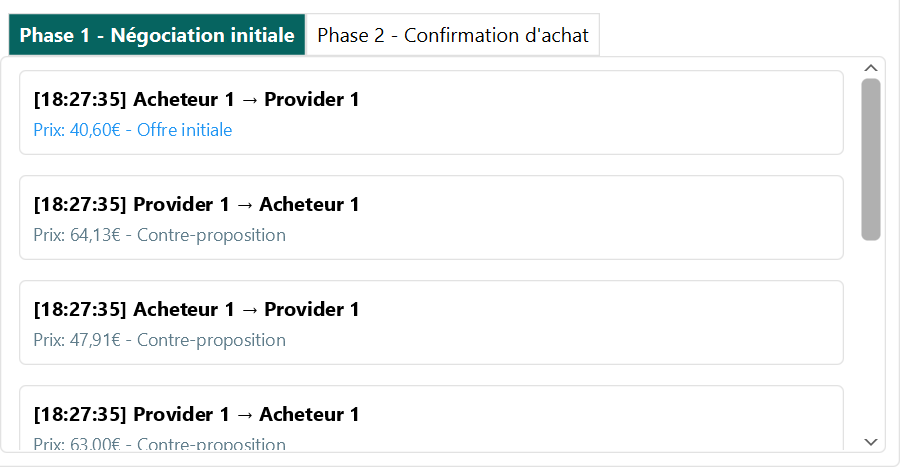 Phase 1 - Négociation initiale Phase 2 - Confirmation d'achat
[18:27:35] Acheteur 1 → Provider 1
Prix: 40,60€ - Offre initiale
[18:27:35] Provider 1 → Acheteur 1
Prix: 64,13€ - Contre-proposition
[18:27:35] Acheteur 1 → Provider 1
Prix: 47,91€ - Contre-proposition
[18:27:35] Provider 1 → Acheteur 1
Prix: 63,00€ - Contre-proposition